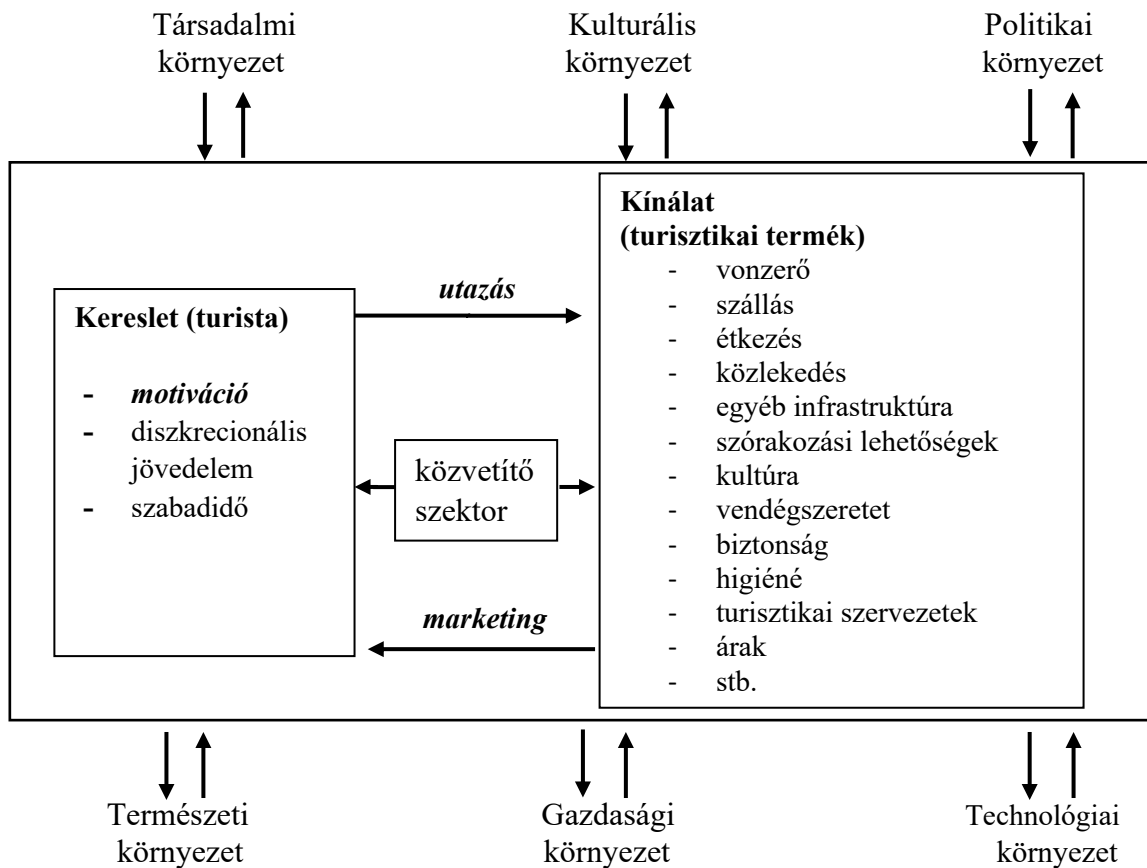 Társadalmi
környezet
Kulturális
környezet
Politikai
környezet
Kereslet (turista)
- motiváció
- diszkrecionális
jövedelem
- szabadidő
utazás
közvetítő
szektor
marketing
Kínálat
(turisztikai termék)
- vonzerő
- szállás
- étkezés
- közlekedés
- egyéb infrastruktúra
- szórakozási lehetőségek
- kultúra
- vendégszeretet
- biztonság
- higiéné
- turisztikai szervezetek
- árak
- stb.
Természeti
környezet
Gazdasági
környezet
Technológiai
környezet